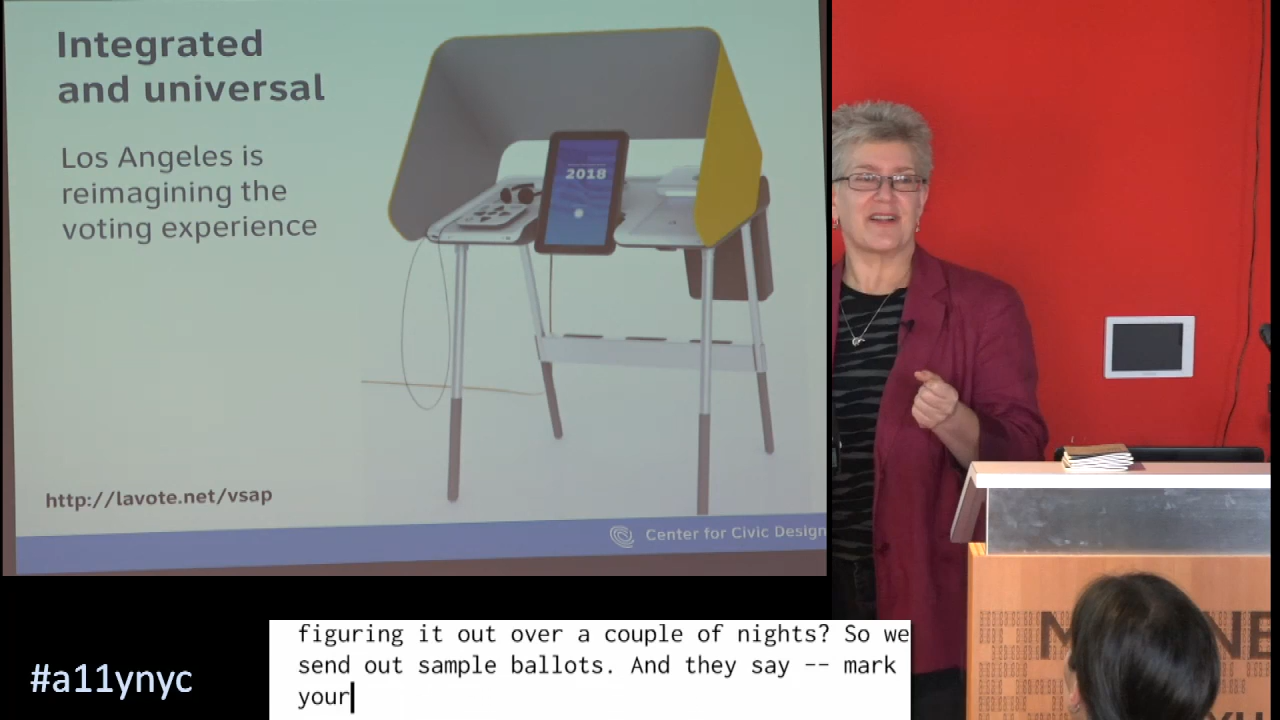 Integrated
and universal
Los Angeles is
reimagining the
voting experience
2018
http://lavote.net/vsap
Center for Civic Design
#a11ynyc
figuring it out over a couple of nights? So we
send out sample ballots. And they say -- mark
your